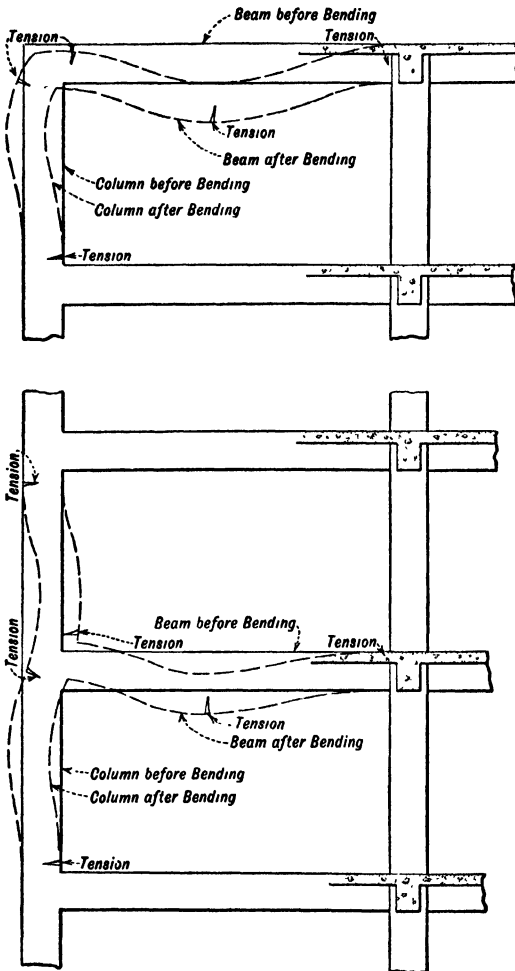 Beam before Bending
Tension
Tension
Tension
Beam after Bending
Column before Bending
Column after Bending
Tension
Tension
Beam before Bending
Tension
Tension
Tension
Tension
Beam after Bending
Column before Bending
Column after Bending
Tension